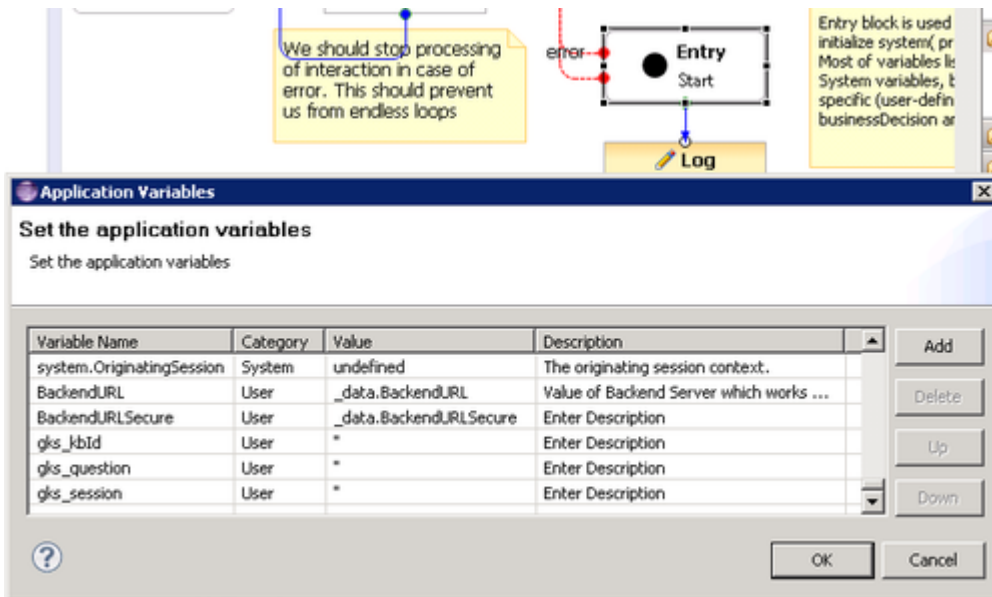 We should stop processing
of interaction in case of
error. This should prevent
us from endless loops
error
Entry
Start
Log
Entry block is used
initialize system( pr
Most of variables lis
System variables, b
specific (user-defin
businessDecision ar
Application Variables
Set the application variables
Set the application variables
Variable Name Category Value Description
system.OriginatingSession System undefined The originating session context.
BackendURL User _data.BackendURL Value of Backend Server which works ...
BackendURLSecure User _data.BackendURLSecure Enter Description
gks_kbId User '' Enter Description
gks_question User '' Enter Description
gks_session User '' Enter Description
Add
Delete
Up
Down
?
OK Cancel